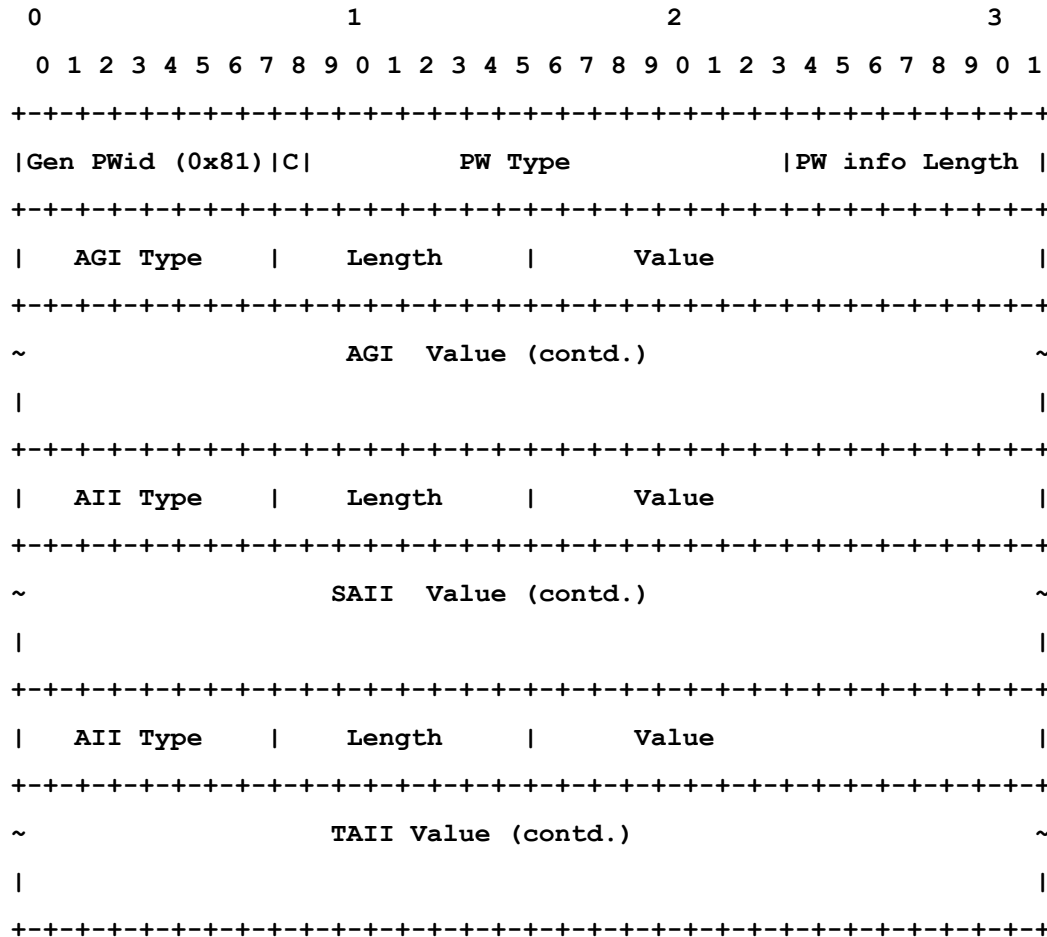 0                   1                   2                   3
 0 1 2 3 4 5 6 7 8 9 0 1 2 3 4 5 6 7 8 9 0 1 2 3 4 5 6 7 8 9 0 1
+-+-+-+-+-+-+-+-+-+-+-+-+-+-+-+-+-+-+-+-+-+-+-+-+-+-+-+-+-+-+-+-+
|Gen PWid (0x81)|C|         PW Type             |PW info Length |
+-+-+-+-+-+-+-+-+-+-+-+-+-+-+-+-+-+-+-+-+-+-+-+-+-+-+-+-+-+-+-+-+
|   AGI Type    |    Length     |      Value                    |
+-+-+-+-+-+-+-+-+-+-+-+-+-+-+-+-+-+-+-+-+-+-+-+-+-+-+-+-+-+-+-+-+
~                    AGI  Value (contd.)                        ~
|                                                               |
+-+-+-+-+-+-+-+-+-+-+-+-+-+-+-+-+-+-+-+-+-+-+-+-+-+-+-+-+-+-+-+-+
|   AII Type    |    Length     |      Value                    |
+-+-+-+-+-+-+-+-+-+-+-+-+-+-+-+-+-+-+-+-+-+-+-+-+-+-+-+-+-+-+-+-+
~                   SAII  Value (contd.)                        ~
|                                                               |
+-+-+-+-+-+-+-+-+-+-+-+-+-+-+-+-+-+-+-+-+-+-+-+-+-+-+-+-+-+-+-+-+
|   AII Type    |    Length     |      Value                    |
+-+-+-+-+-+-+-+-+-+-+-+-+-+-+-+-+-+-+-+-+-+-+-+-+-+-+-+-+-+-+-+-+
~                   TAII Value (contd.)                         ~
|                                                               |
+-+-+-+-+-+-+-+-+-+-+-+-+-+-+-+-+-+-+-+-+-+-+-+-+-+-+-+-+-+-+-+-+